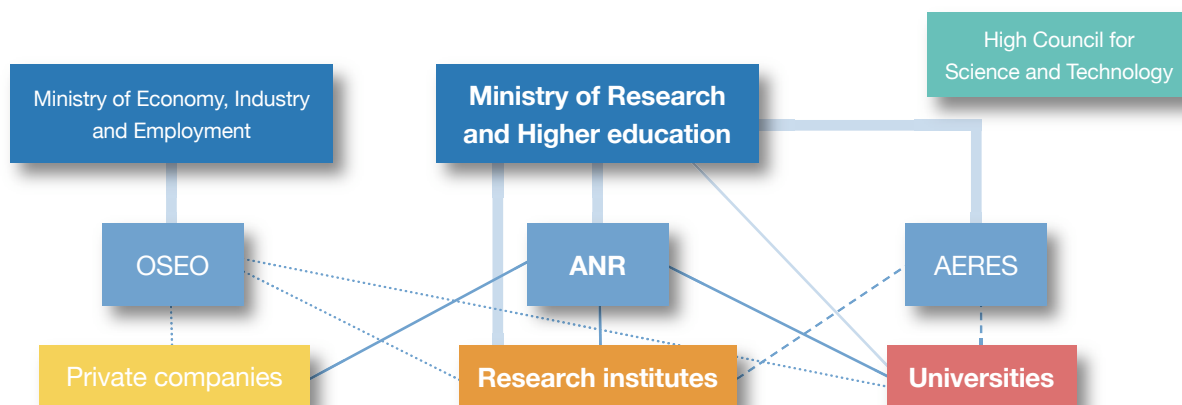 High Council for
Science and Technology
Ministry of Economy, Industry
and Employment
Ministry of Research
and Higher education
OSEO
ANR
AERES
Private companies
Research institutes
Universities